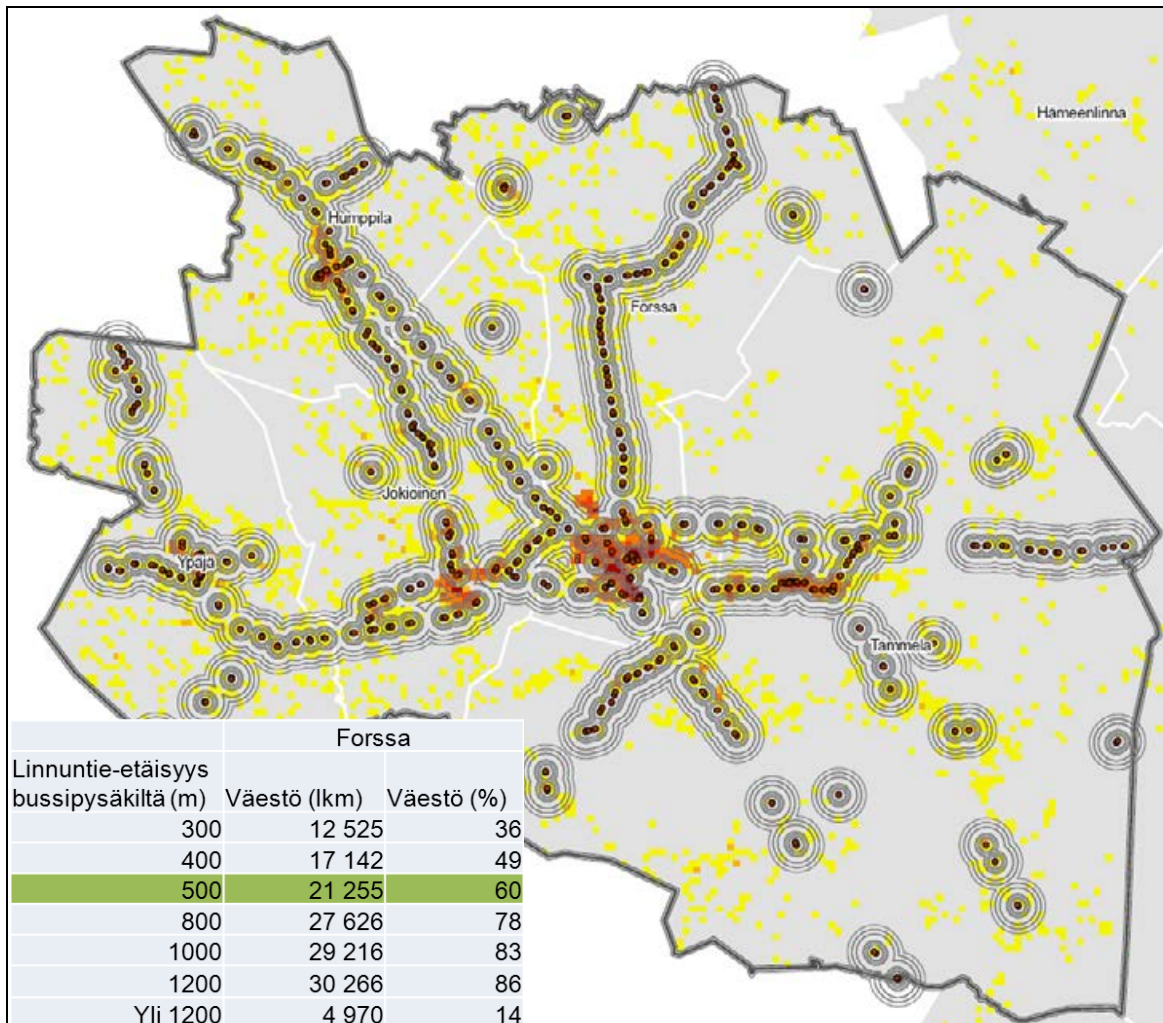 Hämeenlinna
Humppila
Forssa
Jokioinen
Ypäjä
Tammela
Forssa
Linnuntie-etäisyys
bussipysäkiltä (m) Väestö (lkm) Väestö (%)
300 12 525 36
400 17 142 49
500 21 255 60
800 27 626 78
1000 29 216 83
1200 30 266 86
Yli 1200 4 970 14